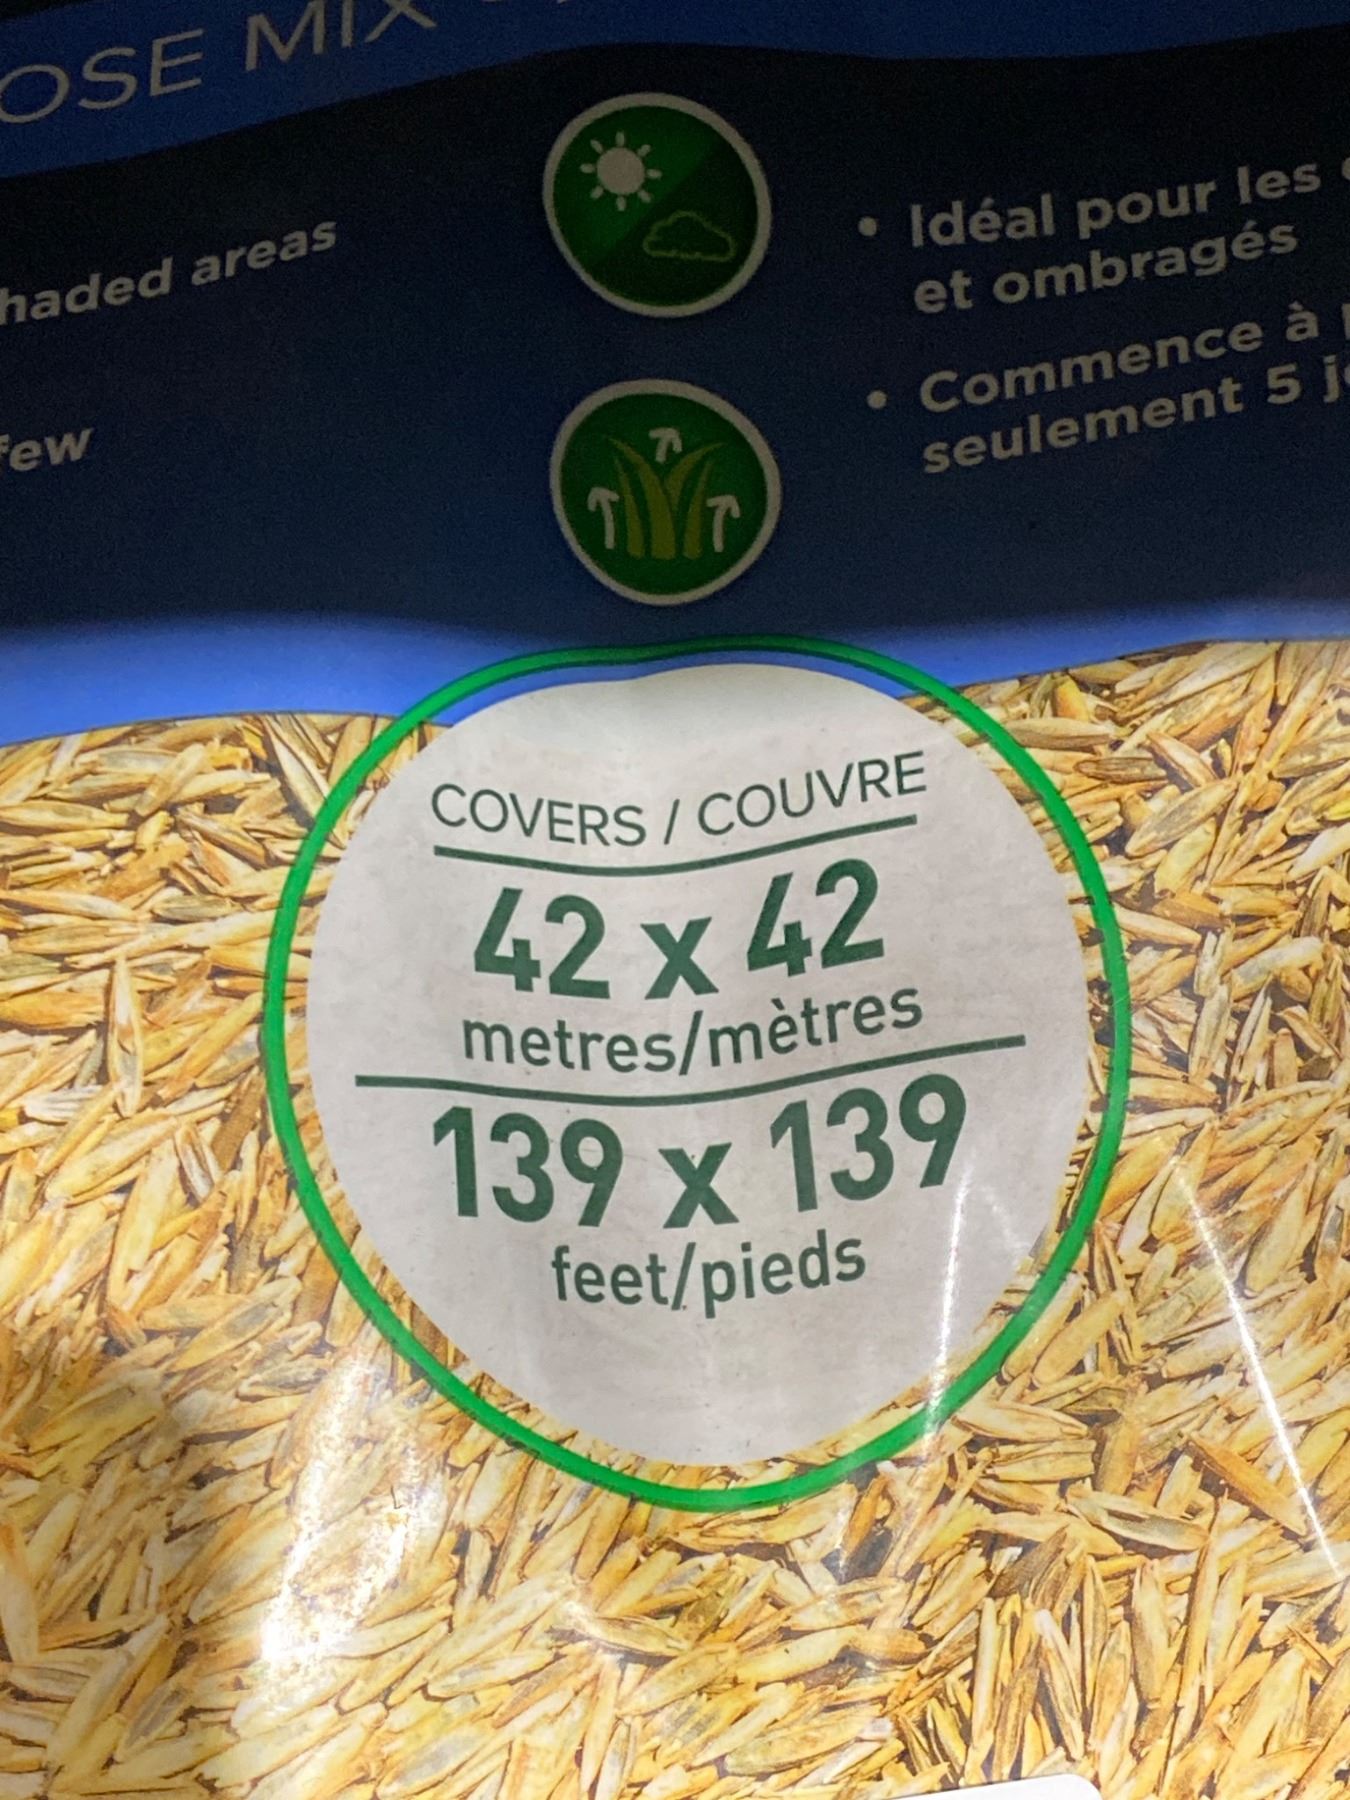 OSE MIX
haded areas
few
• Idéal pour les
et ombragés
• Commence à
seulement 5
COVERS / COUVRE
42 x 42
metres/mètres
139 x 139
feet/pieds